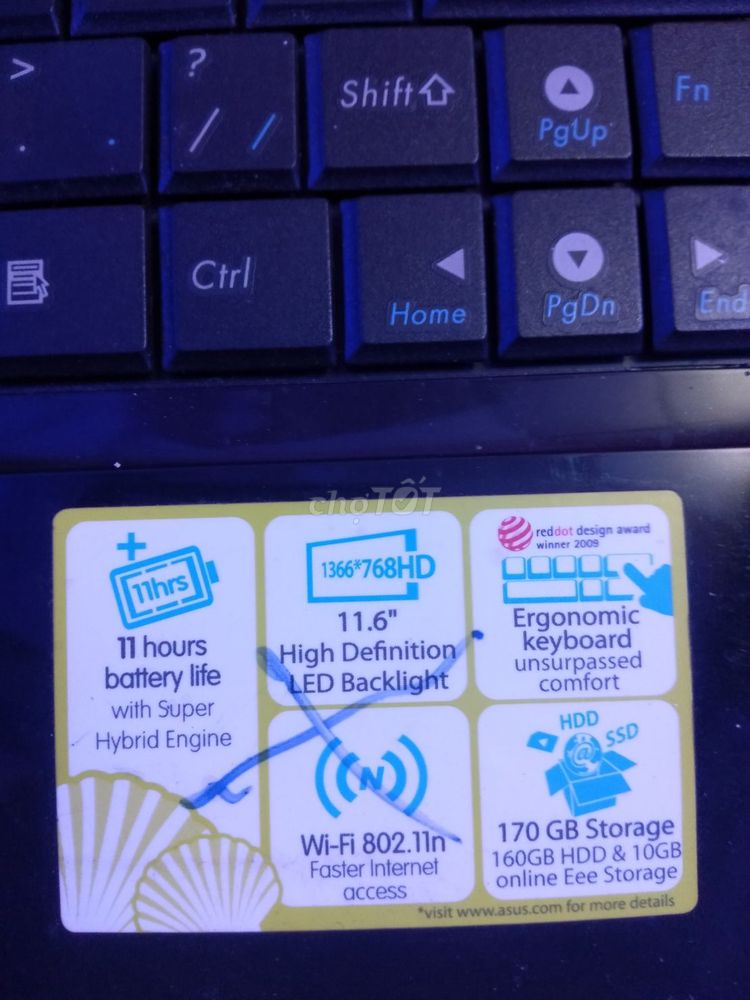 >
.
?
/
/
Shift
PgUp
Fn
Ctrl
Home
PgDn
End
chợTỐT
+
11hrs
11 hours
battery life
with Super
Hybrid Engine
1366*768HD
11.6"
High Definition
LED Backlight
reddot design award
winner 2009
Ergonomic
keyboard
unsurpassed
comfort
N
Wi-Fi 802.11n
Faster Internet
access
HDD
SSD
@
170 GB Storage
160GB HDD & 10GB
online Eee Storage
*visit www.asus.com for more details